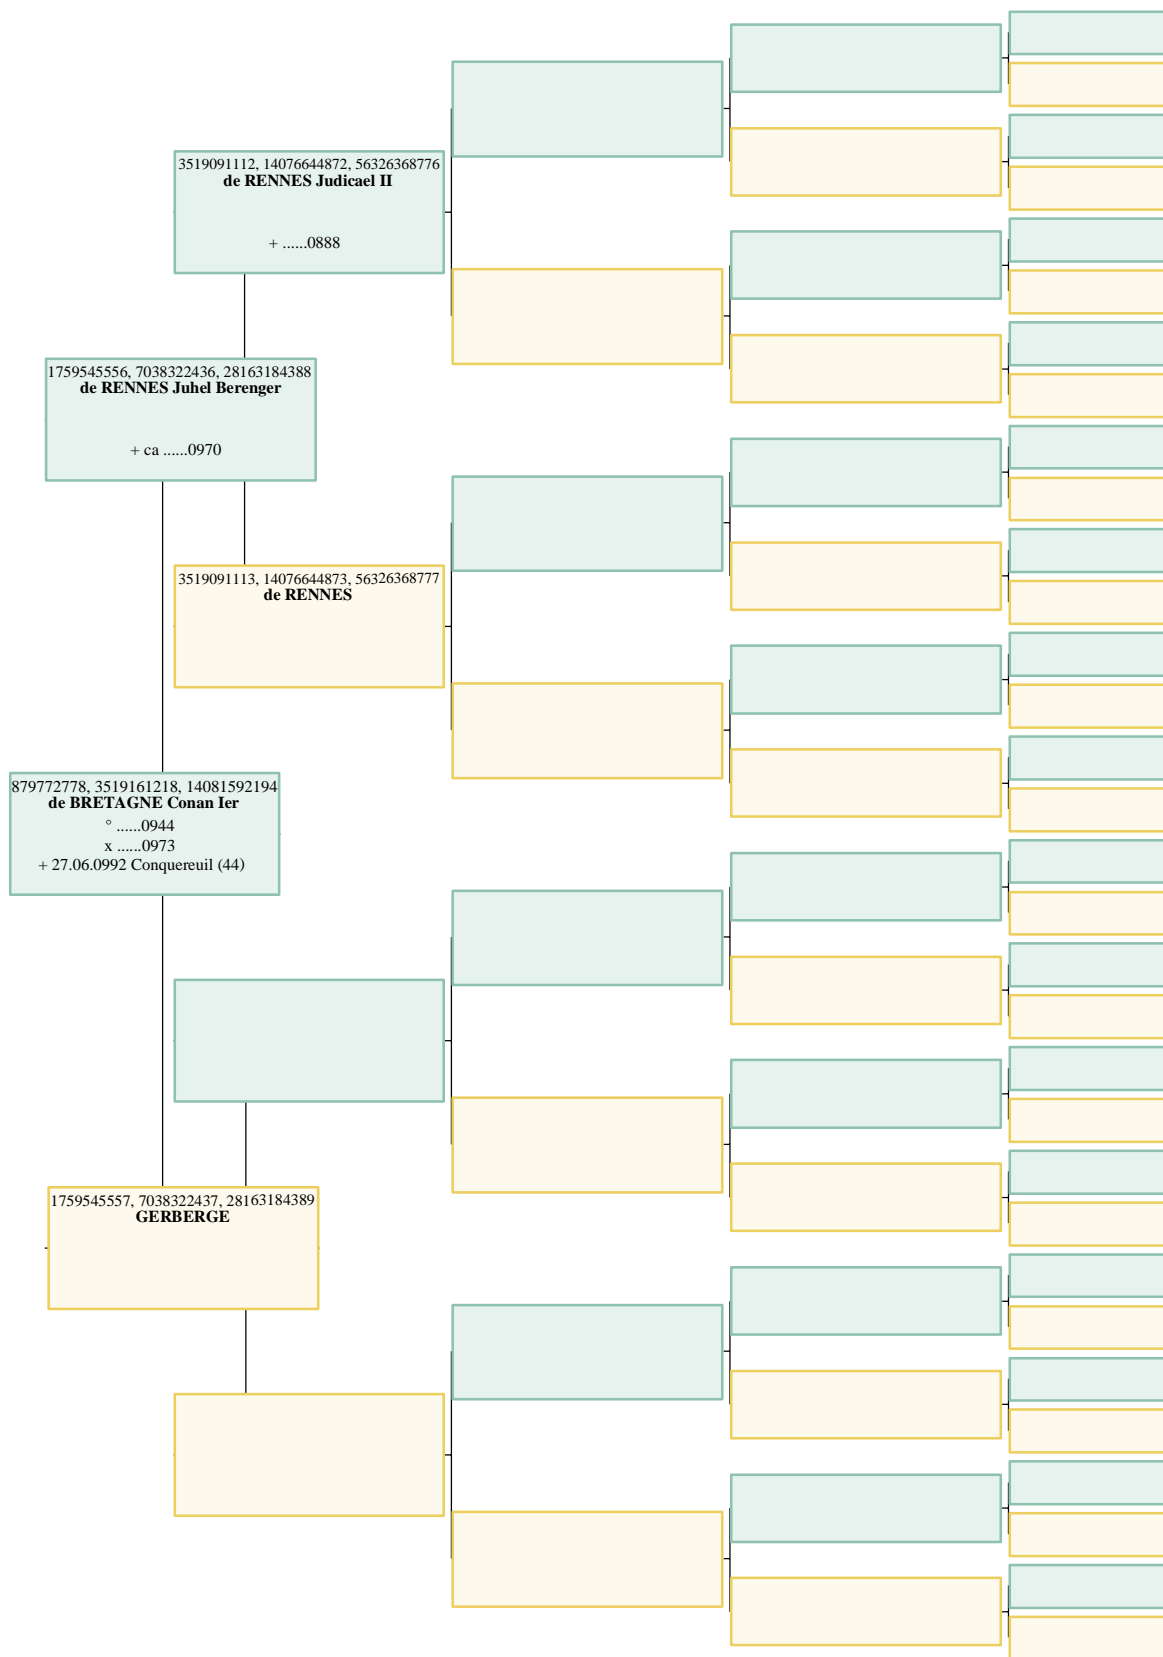 3519091112, 14076644872, 56326368776
de RENNES Judicael II
+ ......0888
1759545556, 7038322436, 28163184388
de RENNES Juhel Berenger
+ ca ......0970
3519091113, 14076644873, 56326368777
de RENNES
879772778, 3519161218, 14081592194
de BRETAGNE Conan Ier
° ......0944
x ......0973
+ 27.06.0992 Conquereuil (44)
1759545557, 7038322437, 28163184389
GERBERGE